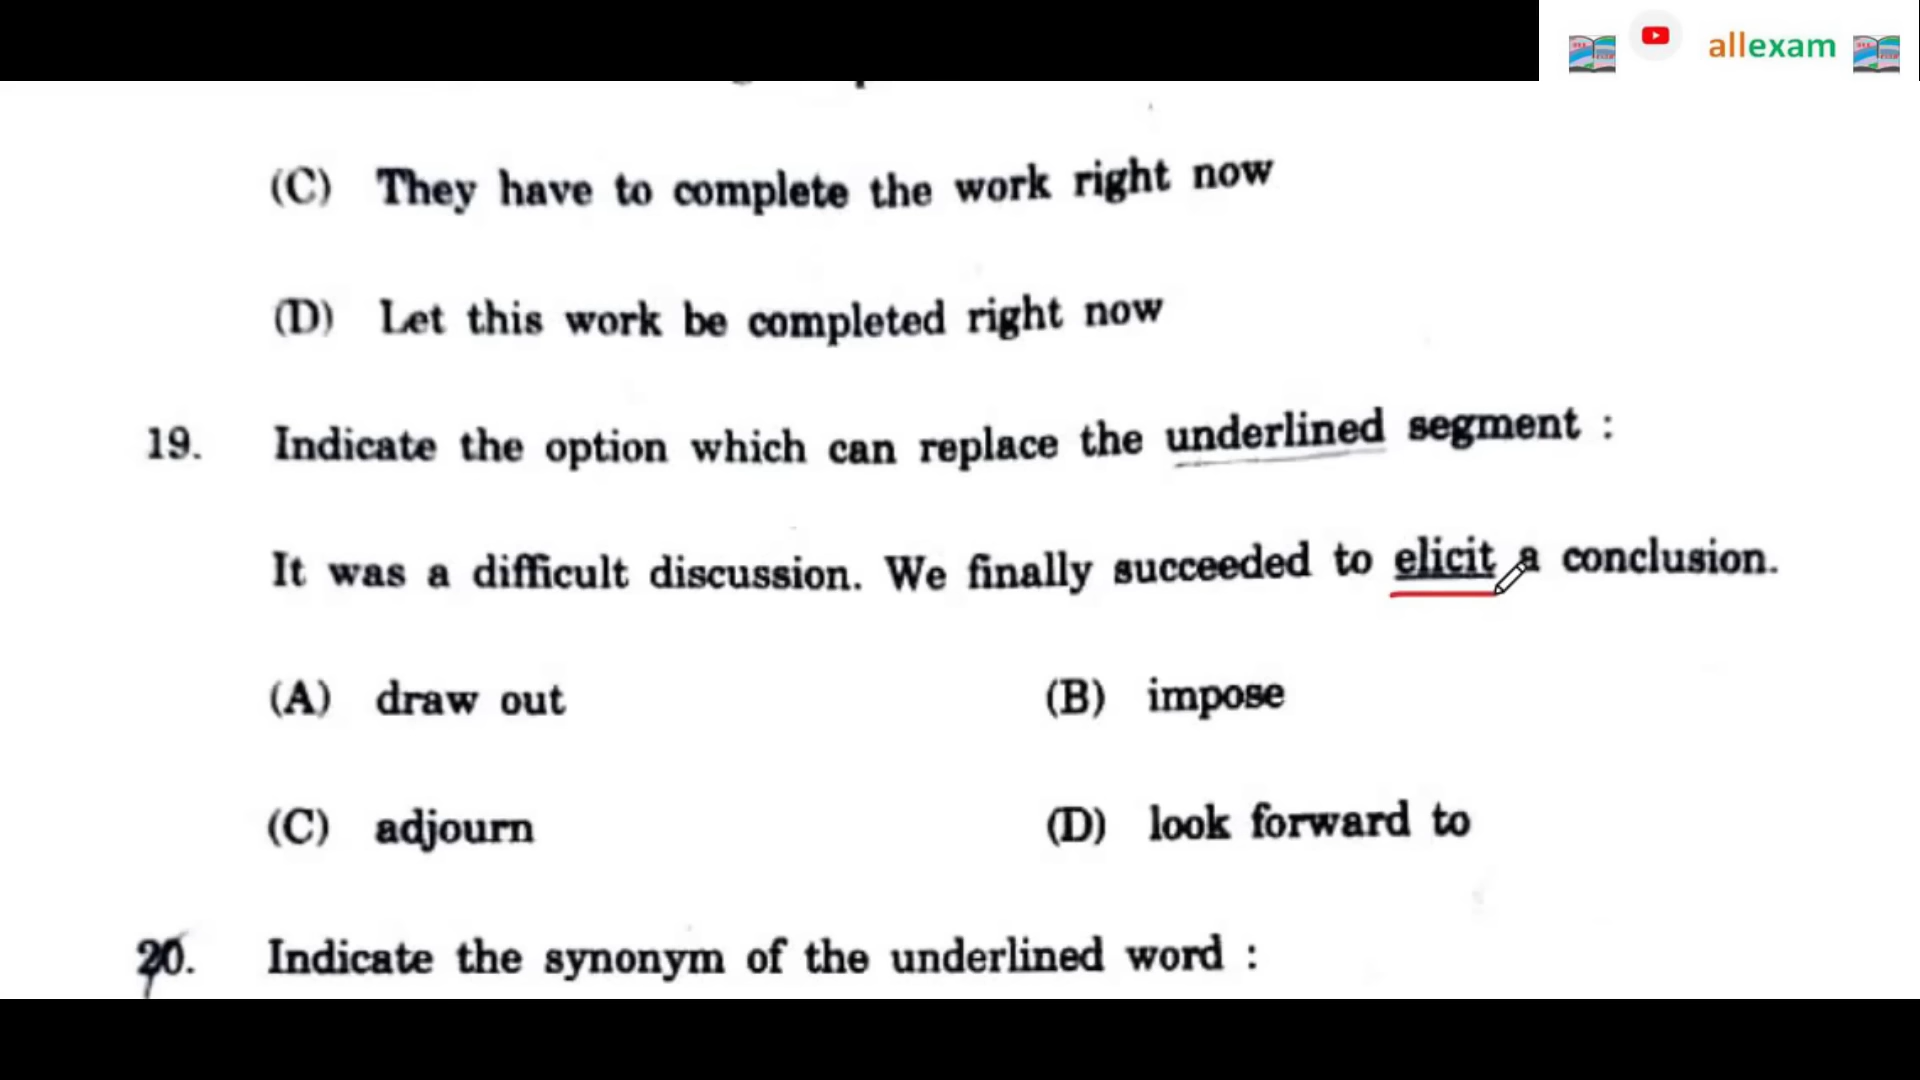 allexam
(C) They have to complete the work right now
(D) Let this work be completed right now
19. Indicate the option which can replace the underlined segment :
It was a difficult discussion. We finally succeeded to elicit a conclusion.
(A) draw out (B) impose
(C) adjourn (D) look forward to
20. Indicate the synonym of the underlined word :